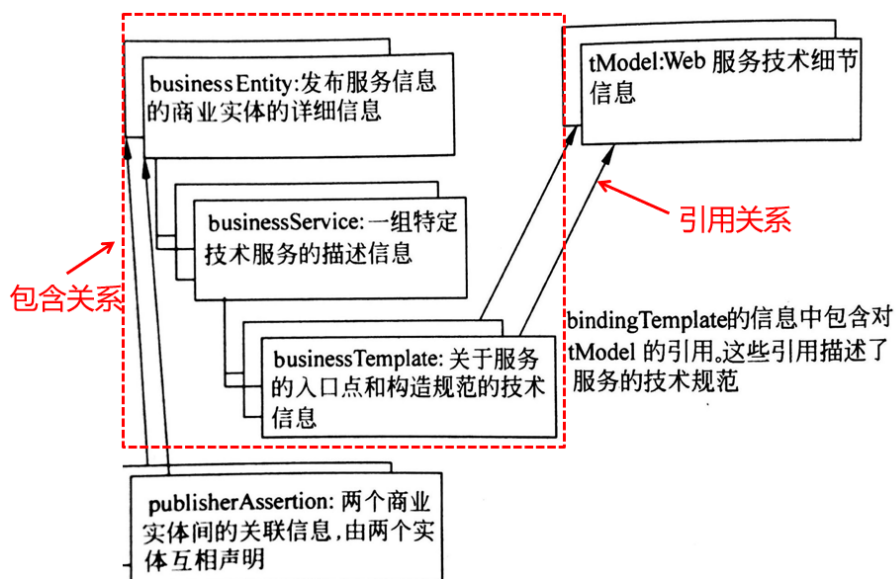 businessEntity:发布服务信息
的商业实体的详细信息
tModel:Web 服务技术细节
信息
businessService:一组特定
技术服务的描述信息
引用关系
包含关系
businessTemplate: 关于服务
的入口点和构造规范的技术
信息
bindingTemplate的信息中包含对
tModel 的引用。这些引用描述了
服务的技术规范
publisherAssertion: 两个商业
实体间的关联信息,由两个实
体互相声明